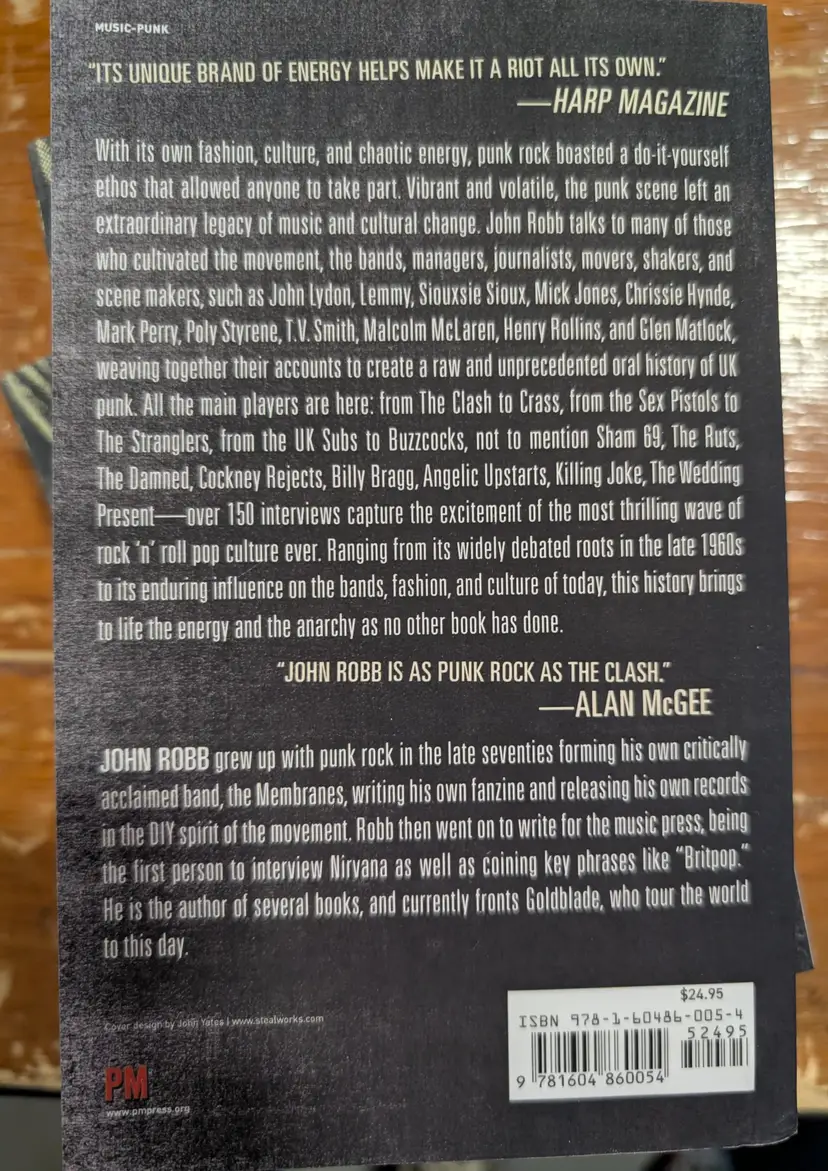 MUSIC-PUNK
"ITS UNIQUE BRAND OF ENERGY HELPS MAKE IT A RIOT ALL ITS OWN."
—HARP MAGAZINE
With its own fashion, culture, and chaotic energy, punk rock boasted a do-it-yourself
ethos that allowed anyone to take part. Vibrant and volatile, the punk scene left an
extraordinary legacy of music and cultural change. John Robb talks to many of those
who cultivated the movement, the bands, managers, journalists, movers, shakers, and
scene makers, such as John Lydon, Lemmy, Siouxsie Sioux, Mick Jones, Chrissie Hynde,
Mark Perry, Poly Styrene, T.V. Smith, Malcolm McLaren, Henry Rollins, and Glen Matlock,
weaving together their accounts to create a raw and unprecedented oral history of UK
punk. All the main players are here: from The Clash to Crass, from the Sex Pistols to
The Stranglers, from the UK Subs to Buzzcocks, not to mention Sham 69, The Ruts,
The Damned, Cockney Rejects, Billy Bragg, Angelic Upstarts, Killing Joke, The Wedding
Present—over 150 interviews capture the excitement of the most thrilling wave of
rock 'n' roll pop culture ever. Ranging from its widely debated roots in the late 1960s
to its enduring influence on the bands, fashion, and culture of today, this history brings
to life the energy and the anarchy as no other book has done.
"JOHN ROBB IS AS PUNK ROCK AS THE CLASH."
—ALAN McGEE
JOHN ROBB grew up with punk rock in the late seventies forming his own critically
acclaimed band, the Membranes, writing his own fanzine and releasing his own records
in the DIY spirit of the movement. Robb then went on to write for the music press, being
the first person to interview Nirvana as well as coining key phrases like "Britpop."
He is the author of several books, and currently fronts Goldblade, who tour the world
to this day.
Cover design by John Yates | www.stealworks.com
PM
www.pmpress.org
$24.95
ISBN 978-1-60486-005-4
52495
9 781604 860054